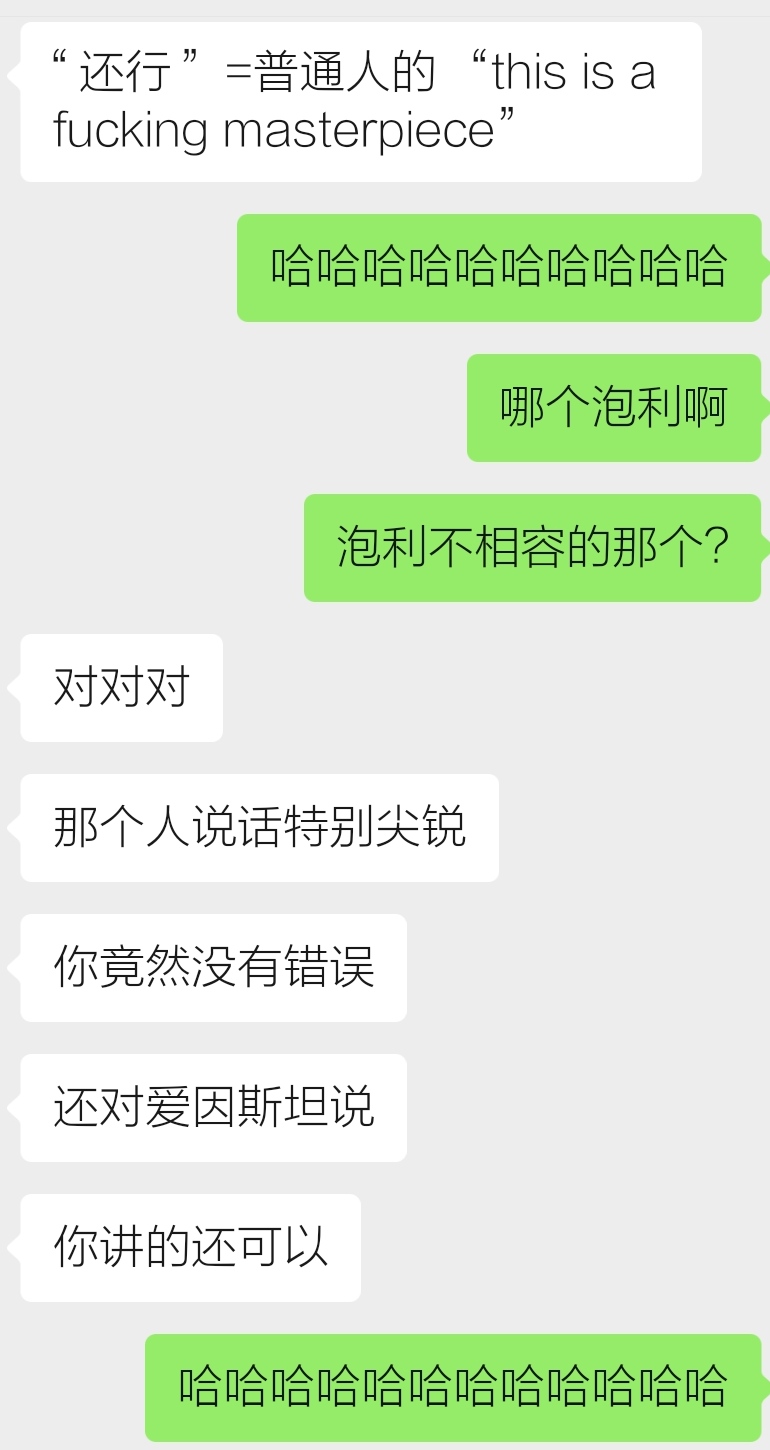 “还行”=普通人的“this is a
fucking masterpiece”
哈哈哈哈哈哈哈哈哈哈
哪个泡利啊
泡利不相容的那个?
对对对
那个人说话特别尖锐
你竟然没有错误
还对爱因斯坦说
你讲的还可以
哈哈哈哈哈哈哈哈哈哈哈哈